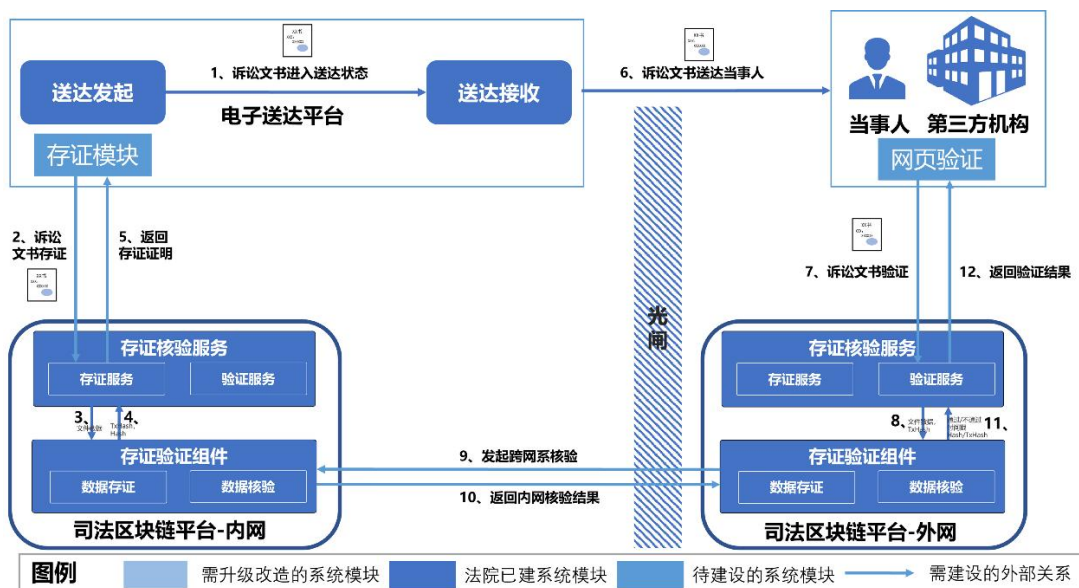 1、诉讼文书进入送达状态
6、诉讼文书送达当事人
送达发起
送达接收
电子送达平台
当事人
第三方机构
存证模块
网页验证
2、诉讼
文书存证
5、返回
存证证明
7、诉讼文书验证
12、返回验证结果
光
闸
存证核验服务
存证服务
验证服务
3、
4、
TxHash,
Hash
存证验证组件
数据存证
数据核验
司法区块链平台-内网
9、发起跨网系核验
10、返回内网核验结果
存证核验服务
存证服务
验证服务
8、
TxHash
11、
Hash/TxHash
存证验证组件
数据存证
数据核验
司法区块链平台-外网
图例
需升级改造的系统模块
法院已建系统模块
待建设的系统模块
需建设的外部关系